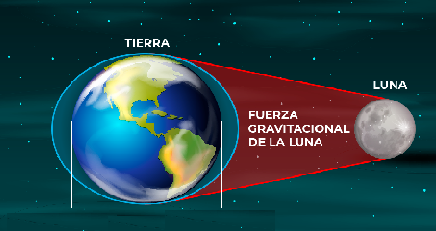 TIERRA
LUNA
FUERZA
GRAVITACIONAL
DE LA LUNA